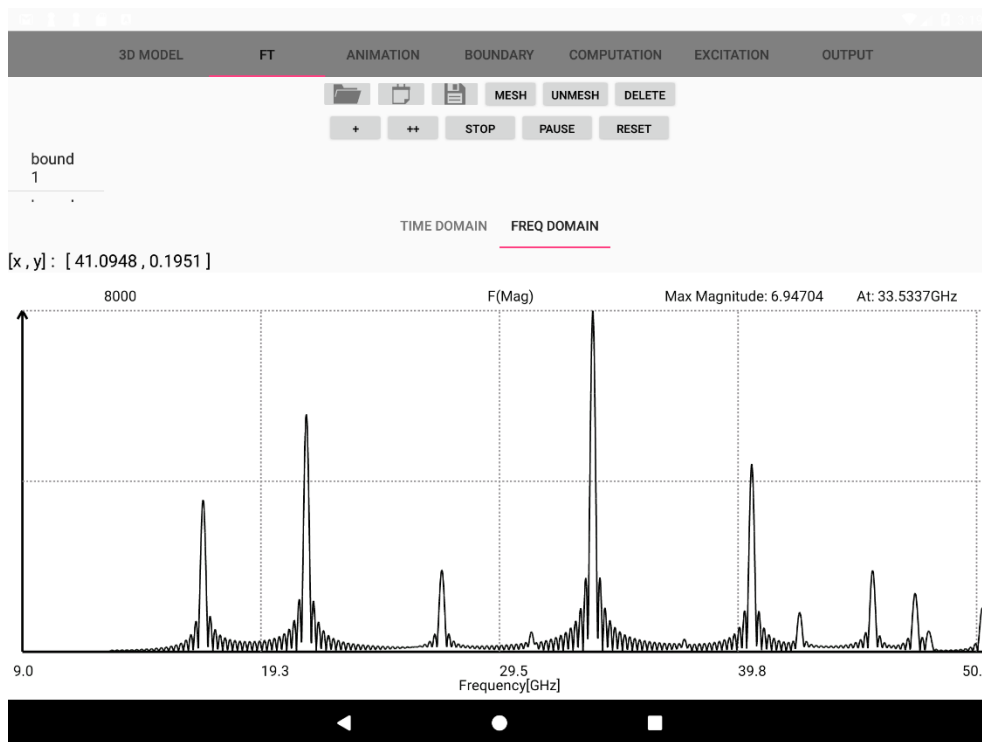 3D MODEL FT ANIMATION BOUNDARY COMPUTATION EXCITATION OUTPUT
MESH UNMESH DELETE
+ ++ STOP PAUSE RESET
bound
1
TIME DOMAIN FREQ DOMAIN
[x , y] : [ 41.0948 , 0.1951 ]
8000 F(Mag) Max Magnitude: 6.94704 At: 33.5337GHz
9.0 19.3 29.5 39.8 50.
Frequency[GHz]